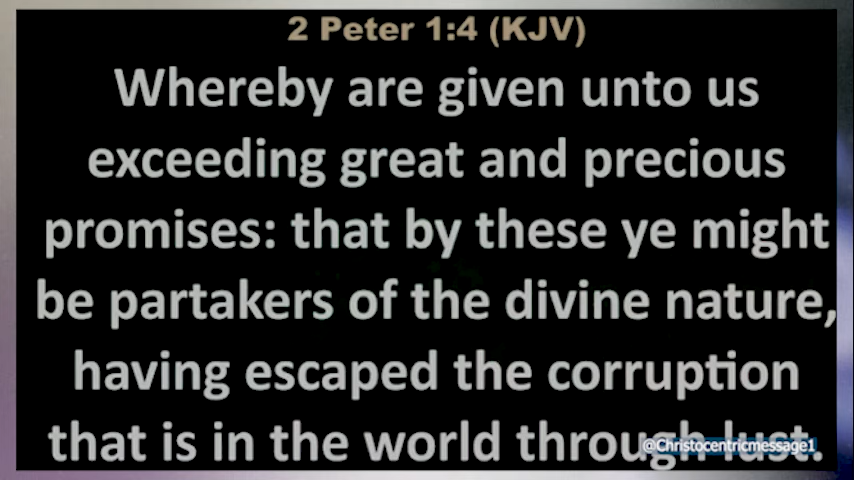 2 Peter 1:4 (KJV)
Whereby are given unto us
exceeding great and precious
promises: that by these ye might
be partakers of the divine nature,
having escaped the corruption
that is in the world through lust.
@Christocentricmessage1